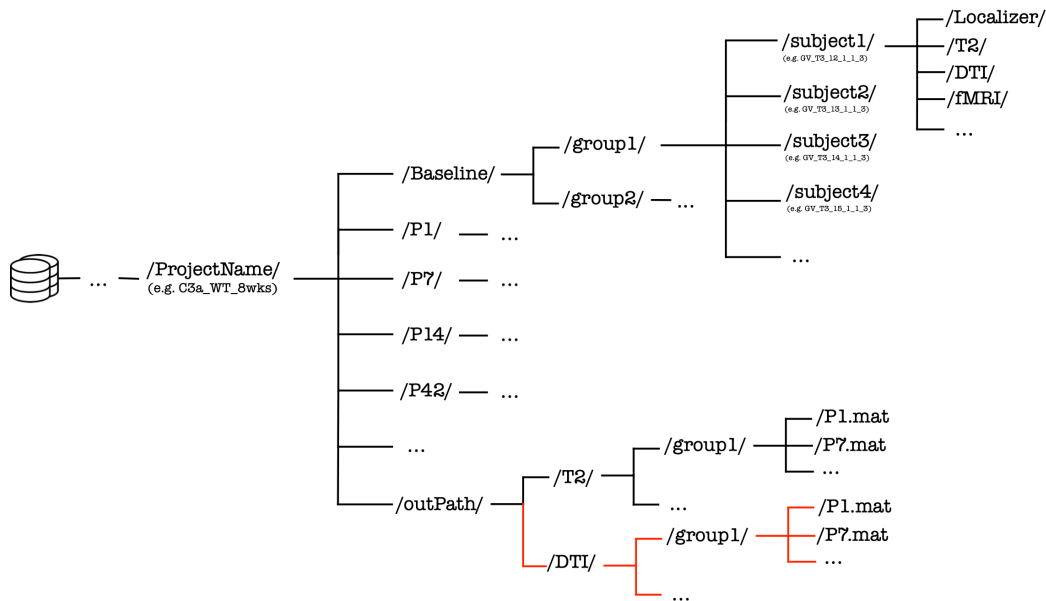 /Localizer/
/subject1/
(e.g. GV_T3_12_1_1_3)
/T2/
/DTI/
/fMRI/
...
/subject2/
(e.g. GV_T3_13_1_1_3)
/group1/
/subject3/
(e.g. GV_T3_14_1_1_3)
/Baseline/
/group2/
...
/subject4/
(e.g. GV_T3_15_1_1_3)
/P1/
...
...
...
/ProjectName/
(e.g. C3a_WT_8wks)
/P7/
...
/P14/
...
/P42/
...
...
/outPath/
/T2/
/group1/
/P1.mat
/P7.mat
...
...
/DTI/
/group1/
/P1.mat
/P7.mat
...
...